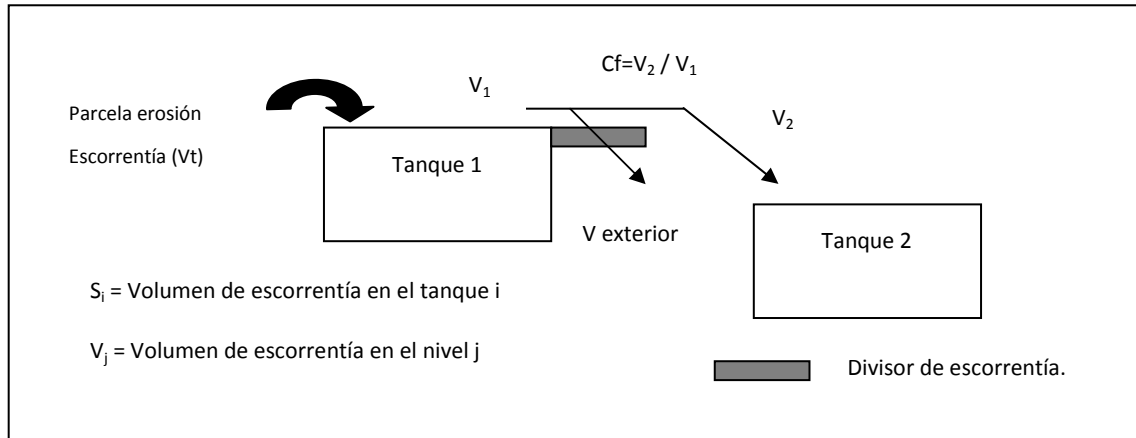 Cf=V₂ / V₁
V₁
V₂
Parcela erosión
Escorrentía (Vt)
Tanque 1
V exterior
Tanque 2
Sᵢ = Volumen de escorrentía en el tanque i
Vⱼ = Volumen de escorrentía en el nivel j
Divisor de escorrentía.